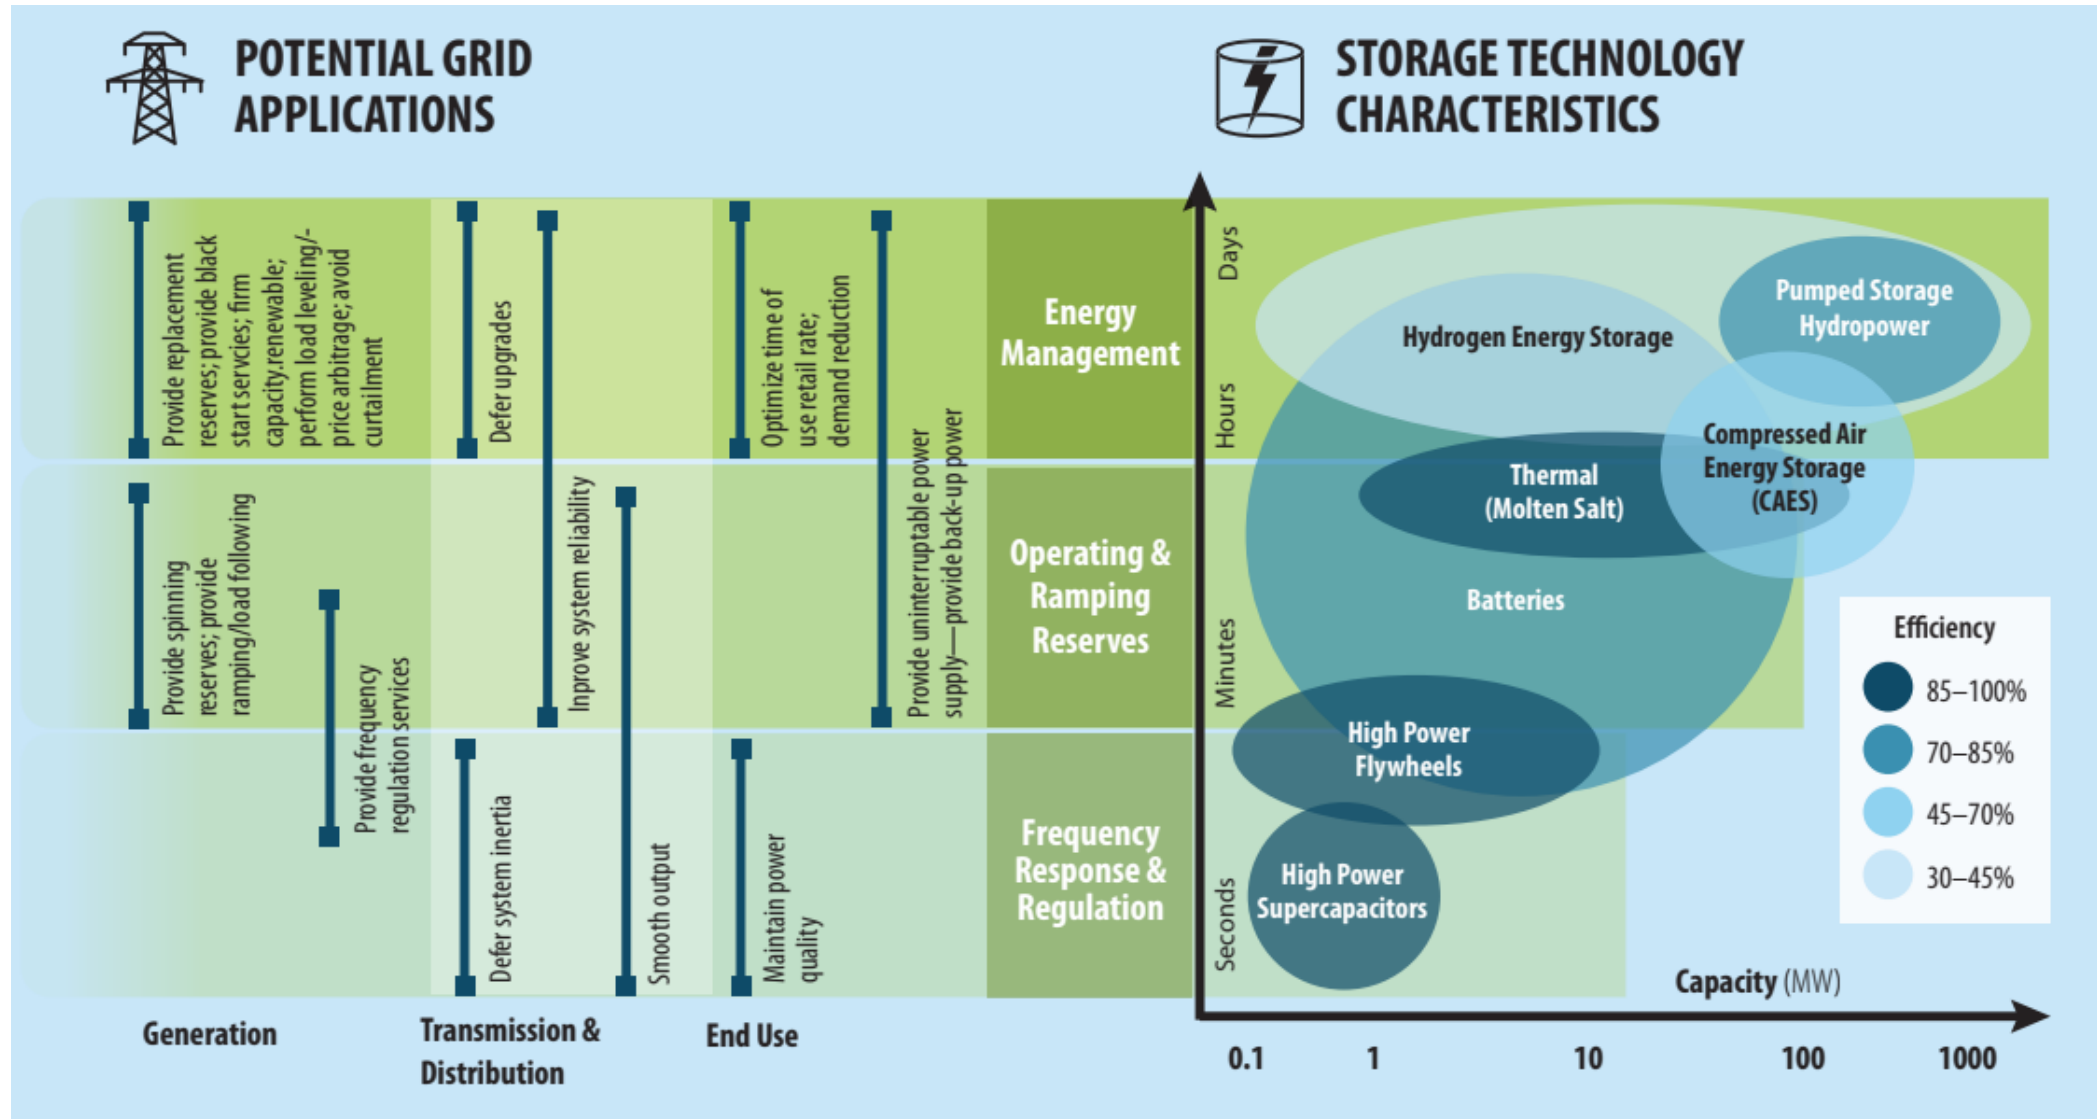 POTENTIAL GRID
APPLICATIONS
STORAGE TECHNOLOGY
CHARACTERISTICS
Provide replacement
reserves; provide black
start servcies; firm
capacity.renewable;
perform load leveling/-
price arbitrage; avoid
curtailment
Defer upgrades
Optimize time of
use retail rate;
demand reduction
Provide spinning
reserves; provide
ramping/load following
Provide frequency
regulation services
Inprove system reliability
Provide uninterruptable power
supply—provide back-up power
Defer system inertia
Smooth output
Maintain power
quality
Generation
Transmission &
Distribution
End Use
Energy
Management
Operating &
Ramping
Reserves
Frequency
Response &
Regulation
Days
Hours
Minutes
Seconds
Hydrogen Energy Storage
Pumped Storage
Hydropower
Compressed Air
Energy Storage
(CAES)
Thermal
(Molten Salt)
Batteries
High Power
Flywheels
High Power
Supercapacitors
Efficiency
85–100%
70–85%
45–70%
30–45%
Capacity (MW)
0.1
1
10
100
1000